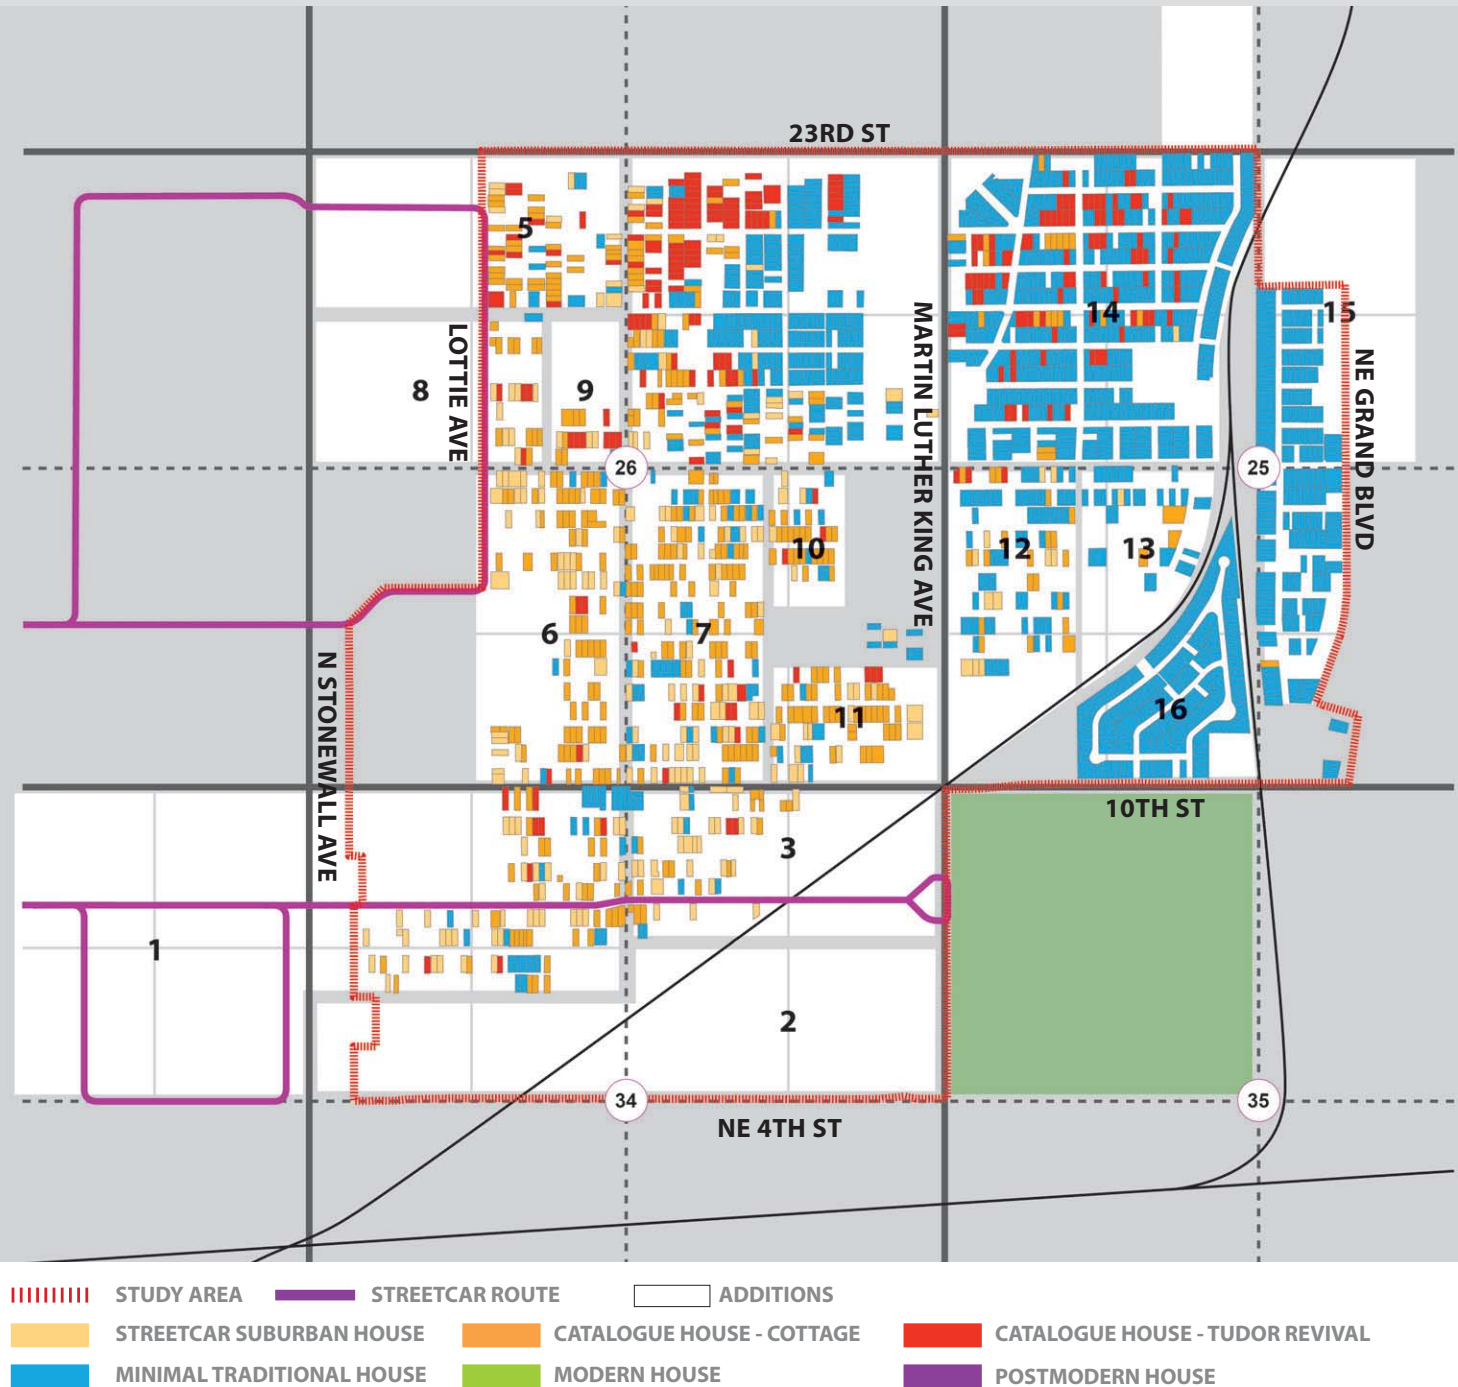 23RD ST
5
14
15
LOTTIE AVE
MARTIN LUTHER KING AVE
NE GRAND BLVD
8
9
26
25
10
12
13
6
7
N STONEWALL AVE
11
16
10TH ST
3
1
2
34
35
NE 4TH ST
STUDY AREA
STREETCAR ROUTE
ADDITIONS
STREETCAR SUBURBAN HOUSE
CATALOGUE HOUSE - COTTAGE
CATALOGUE HOUSE - TUDOR REVIVAL
MINIMAL TRADITIONAL HOUSE
MODERN HOUSE
POSTMODERN HOUSE